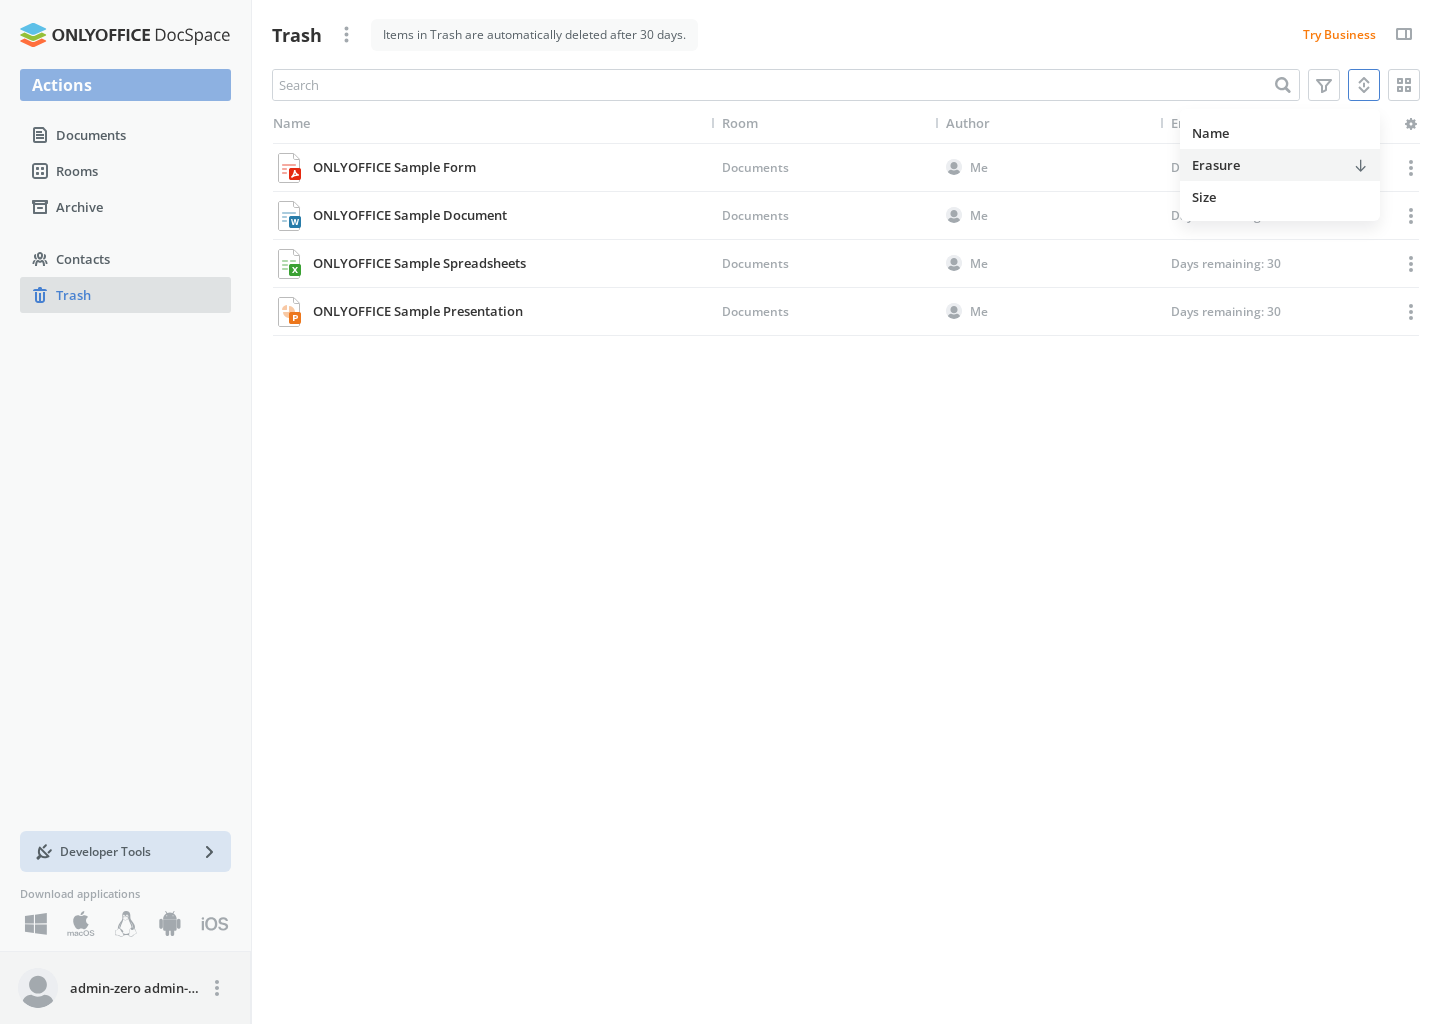 ONLYOFFICE DocSpace
Actions
Documents
Rooms
Archive
Contacts
Trash
Developer Tools
Download applications
macOS
iOS
admin-zero admin-...
Trash
Items in Trash are automatically deleted after 30 days.
Try Business
Search
Name
Room
Author
Name
Erasure
Size
ONLYOFFICE Sample Form
Documents
Me
ONLYOFFICE Sample Document
Documents
Me
ONLYOFFICE Sample Spreadsheets
Documents
Me
Days remaining: 30
ONLYOFFICE Sample Presentation
Documents
Me
Days remaining: 30